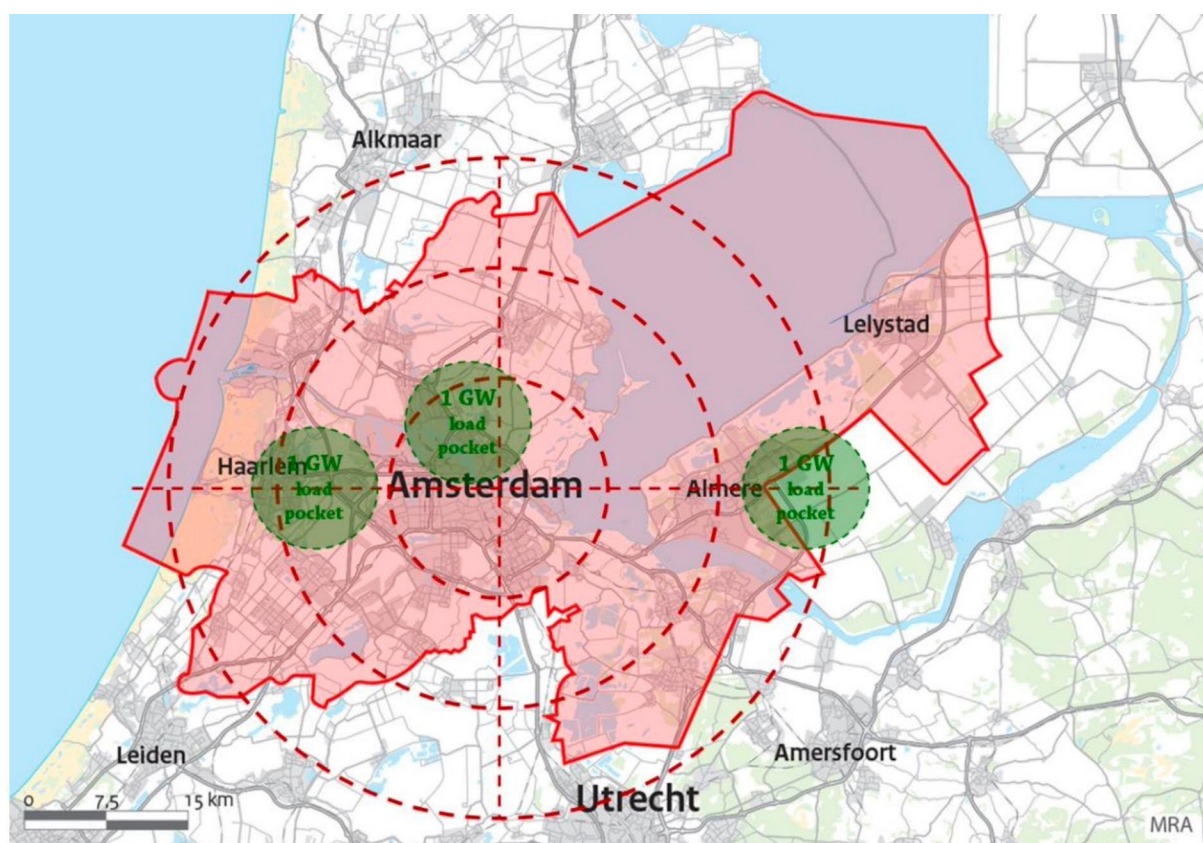 Alkmaar
Lelystad
1 GW
load
pocket
Haarlem
1 GW
load
pocket
Amsterdam
Almere
1 GW
load
pocket
Leiden
Amersfoort
Utrecht
0 7,5 15 km
MRA